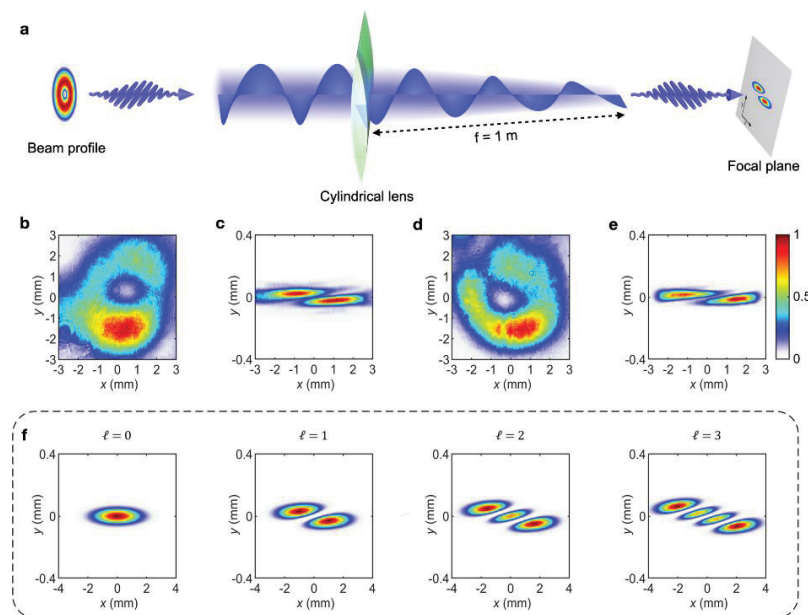 a
Beam profile
Cylindrical lens
f = 1 m
Focal plane
b
3
2
1
0
-1
-2
-3
y (mm)
-3 -2 -1 0 1 2 3
x (mm)
c
0.4
0
-0.4
y (mm)
-3 -2 -1 0 1 2 3
x (mm)
d
3
2
1
0
-1
-2
-3
y (mm)
-3 -2 -1 0 1 2 3
x (mm)
e
0.4
0
-0.4
y (mm)
-3 -2 -1 0 1 2 3
x (mm)
1
0.5
0
f
ℓ = 0
0.4
0
-0.4
y (mm)
-4 -2 0 2 4
x (mm)
ℓ = 1
0.4
0
-0.4
y (mm)
-4 -2 0 2 4
x (mm)
ℓ = 2
0.4
0
-0.4
y (mm)
-4 -2 0 2 4
x (mm)
ℓ = 3
0.4
0
-0.4
y (mm)
-4 -2 0 2 4
x (mm)